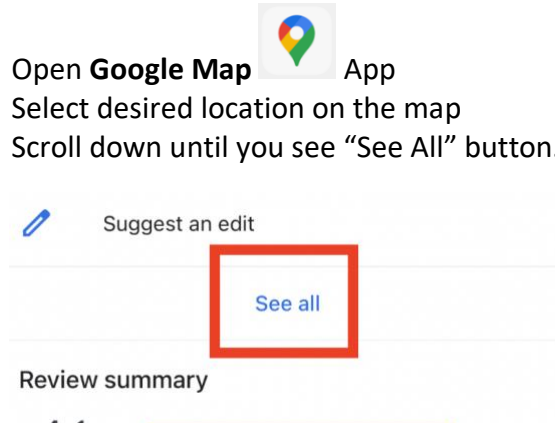 Open Google Map App
Select desired location on the map
Scroll down until you see “See All” button.
Suggest an edit
See all
Review summary